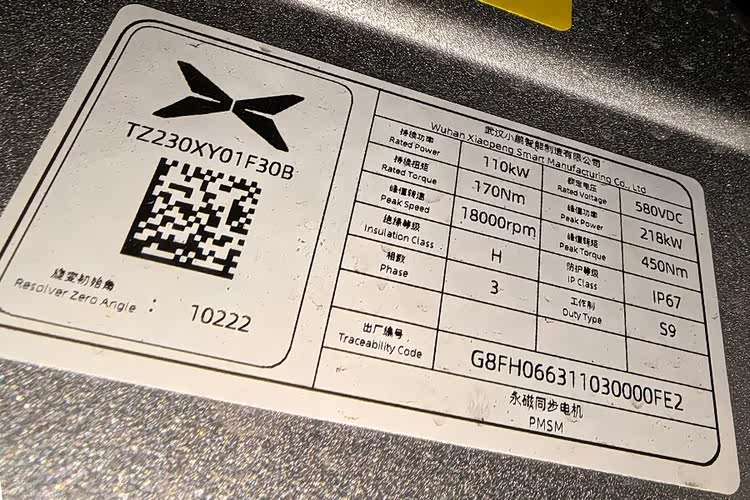 TZ230XY01F30B
旋变初始角
Resolver Zero Angle : 10222
武汉小鹏智能制造有限公司
Wuhan Xiaopeng Smart Manufacturing Co., Ltd
持续功率
Rated Power
110kW
额定电压
Rated Voltage
580VDC
持续扭矩
Rated Torque
170Nm
峰值功率
Peak Power
218kW
峰值转速
Peak Speed
18000rpm
峰值转矩
Peak Torque
450Nm
绝缘等级
Insulation Class
H
防护等级
IP Class
IP67
相数
Phase
3
工作制
Duty Type
S9
出厂编号
Traceability Code
G8FH066311030000FE2
永磁同步电机
PMSM